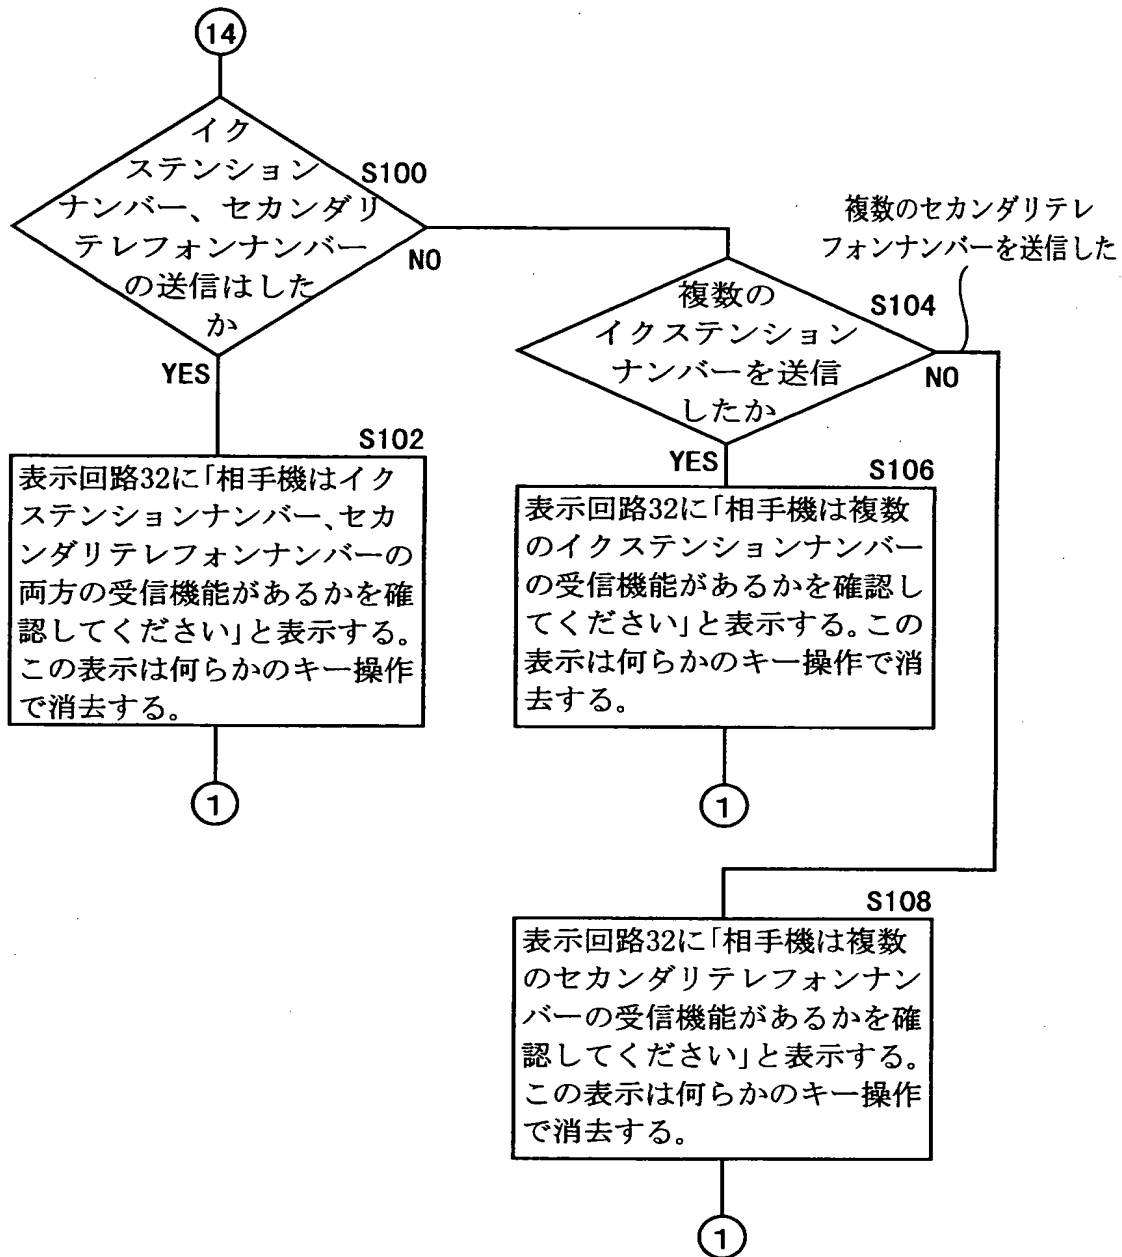 14
イク
ステンション
ナンバー、セカンダリ
テレフォンナンバー
の送信はした
か
S100
NO
YES
複数のセカンダリテレ
フォンナンバーを送信した
複数の
イクステンション
ナンバーを送信
したか
S104
NO
YES
S102
表示回路32に「相手機はイク
ステンションナンバー、セカ
ンダリテレフォンナンバーの
両方の受信機能があるかを確
認してください」と表示する。
この表示は何らかのキー操作
で消去する。
1
S106
表示回路32に「相手機は複数
のイクステンションナンバー
の受信機能があるかを確認し
てください」と表示する。この
表示は何らかのキー操作で消
去する。
1
S108
表示回路32に「相手機は複数
のセカンダリテレフォンナン
バーの受信機能があるかを確
認してください」と表示する。
この表示は何らかのキー操作
で消去する。
1